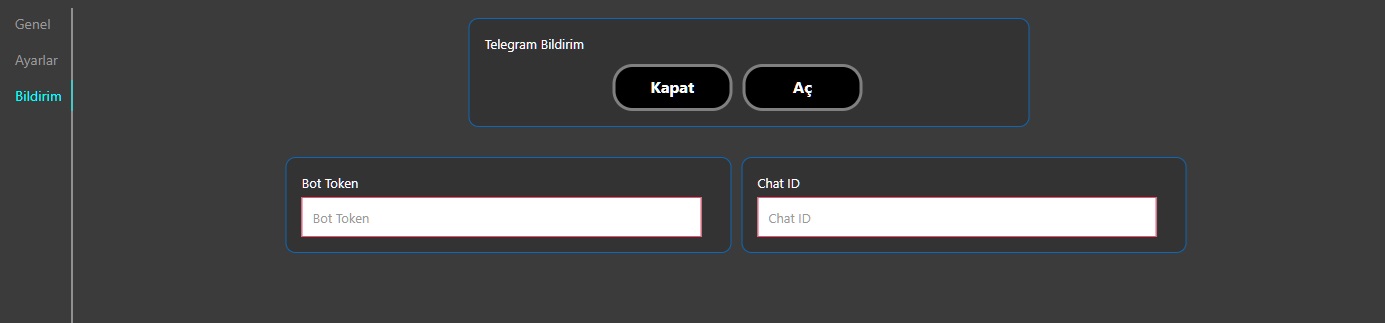 Genel
Ayarlar
Bildirim
Telegram Bildirim
Kapat Aç
Bot Token
Bot Token
Chat ID
Chat ID